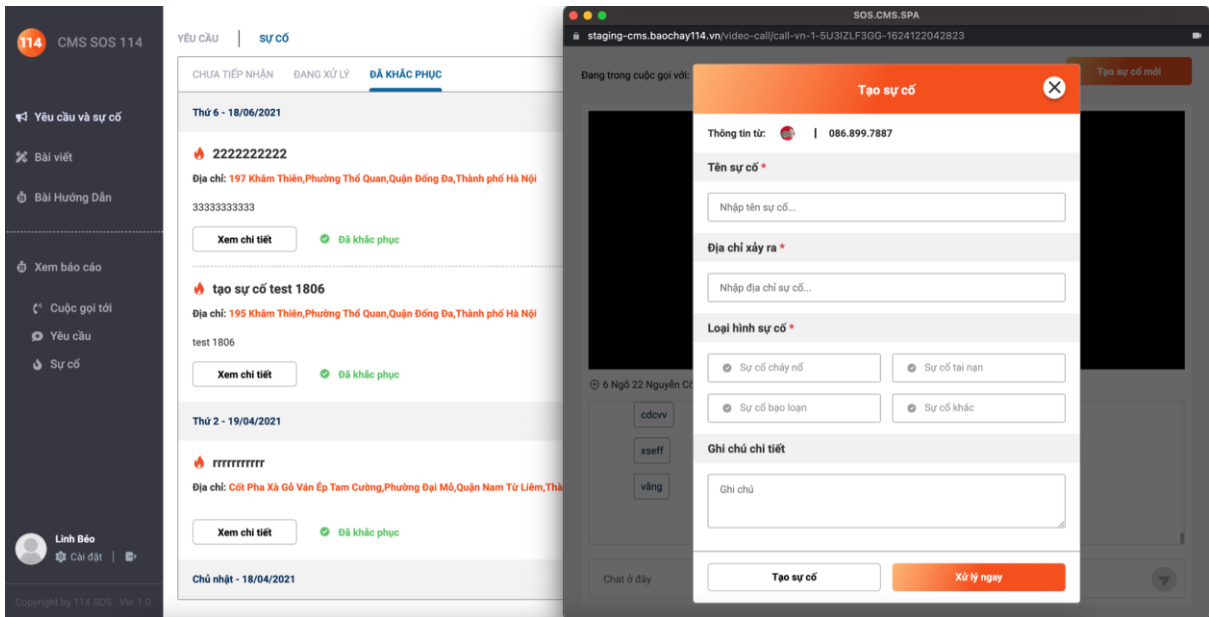 114 CMS SOS 114
Yêu cầu và sự cố
Bài viết
Bài Hướng Dẫn
Xem báo cáo
Cuộc gọi tới
Yêu cầu
Sự cố
Linh Béo
Cài đặt |
Copyright by 114 SOS . Ver 1.0
YÊU CẦU | SỰ CỐ
CHƯA TIẾP NHẬN ĐANG XỬ LÝ ĐÃ KHẮC PHỤC
Thứ 6 - 18/06/2021
2222222222
Địa chỉ: 197 Khâm Thiên,Phường Thổ Quan,Quận Đống Đa,Thành phố Hà Nội
33333333333
Xem chi tiết Đã khắc phục
tạo sự cố test 1806
Địa chỉ: 195 Khâm Thiên,Phường Thổ Quan,Quận Đống Đa,Thành phố Hà Nội
test 1806
Xem chi tiết Đã khắc phục
Thứ 2 - 19/04/2021
rrrrrrrrrrr
Địa chỉ: Cốt Pha Xà Gồ Ván Ép Tam Cường,Phường Đại Mỗ,Quận Nam Từ Liêm,Thà
Xem chi tiết Đã khắc phục
Chủ nhật - 18/04/2021
SOS.CMS.SPA
staging-cms.baochay114.vn/video-call/call-vn-1-5U3IZLF3GG-1624122042823
Đang trong cuộc gọi với:
Tạo sự cố mới
6 Ngõ 22 Nguyễn Cô
cdcvv
xseff
vâng
Chat ở đây
Tạo sự cố
Thông tin từ: | 086.899.7887
Tên sự cố *
Nhập tên sự cố...
Địa chỉ xảy ra *
Nhập địa chỉ sự cố...
Loại hình sự cố *
Sự cố cháy nổ Sự cố tai nạn
Sự cố bạo loạn Sự cố khác
Ghi chú chi tiết
Ghi chú
Tạo sự cố Xử lý ngay